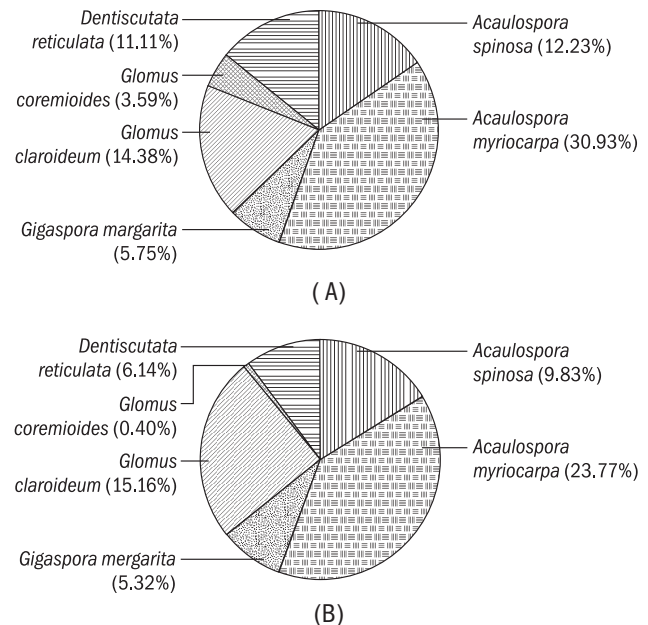 Dentiscutata
reticulata (11.11%)
Glomus
coremioides (3.59%)
Glomus
claroideum (14.38%)
Gigaspora margarita
(5.75%)
Acaulospora
spinosa (12.23%)
Acaulospora
myriocarpa (30.93%)
( A)
Dentiscutata
reticulata (6.14%)
Glomus
coremioides (0.40%)
Glomus
claroideum (15.16%)
Gigaspora mergarita
(5.32%)
Acaulospora
spinosa (9.83%)
Acaulospora
myriocarpa (23.77%)
(B)